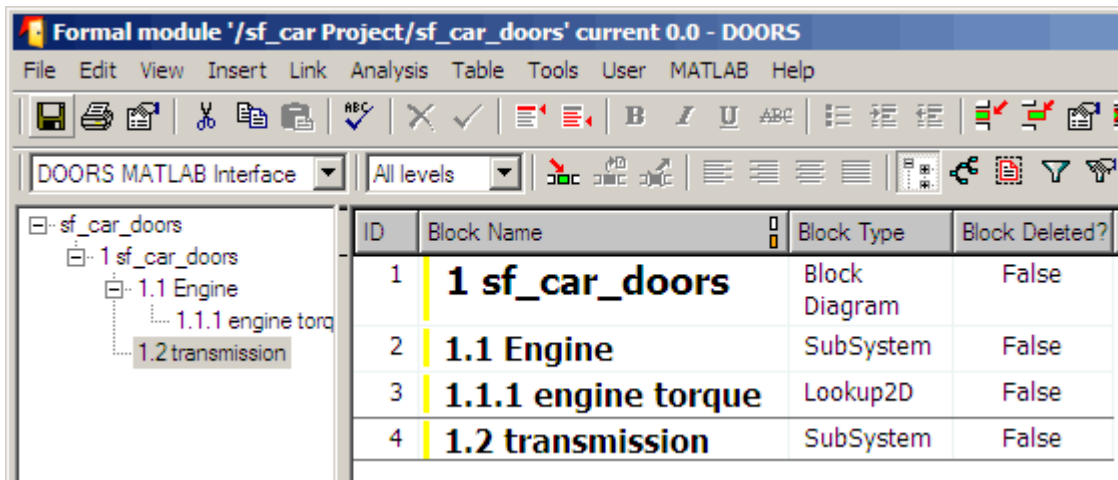 Formal module '/sf_car Project/sf_car_doors' current 0.0 - DOORS
File Edit View Insert Link Analysis Table Tools User MATLAB Help
ABC B I U ABC
DOORS MATLAB Interface All levels
sf_car_doors
1 sf_car_doors
1.1 Engine
1.1.1 engine torq
1.2 transmission
ID Block Name Block Type Block Deleted?
1 1 sf_car_doors Block Diagram False
2 1.1 Engine SubSystem False
3 1.1.1 engine torque Lookup2D False
4 1.2 transmission SubSystem False